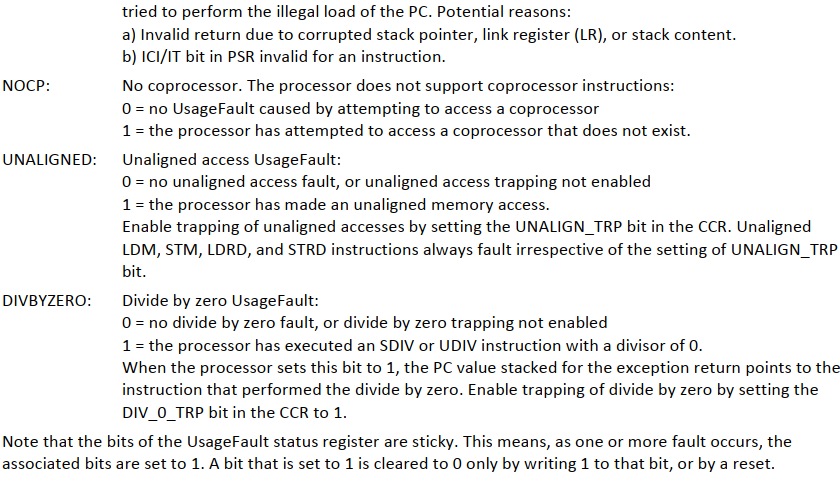 tried to perform the illegal load of the PC. Potential reasons:
a) Invalid return due to corrupted stack pointer, link register (LR), or stack content.
b) ICI/IT bit in PSR invalid for an instruction.
NOCP: No coprocessor. The processor does not support coprocessor instructions:
0 = no UsageFault caused by attempting to access a coprocessor
1 = the processor has attempted to access a coprocessor that does not exist.
UNALIGNED: Unaligned access UsageFault:
0 = no unaligned access fault, or unaligned access trapping not enabled
1 = the processor has made an unaligned memory access.
Enable trapping of unaligned accesses by setting the UNALIGN_TRP bit in the CCR. Unaligned
LDM, STM, LDRD, and STRD instructions always fault irrespective of the setting of UNALIGN_TRP
bit.
DIVBYZERO: Divide by zero UsageFault:
0 = no divide by zero fault, or divide by zero trapping not enabled
1 = the processor has executed an SDIV or UDIV instruction with a divisor of 0.
When the processor sets this bit to 1, the PC value stacked for the exception return points to the
instruction that performed the divide by zero. Enable trapping of divide by zero by setting the
DIV_0_TRP bit in the CCR to 1.
Note that the bits of the UsageFault status register are sticky. This means, as one or more fault occurs, the
associated bits are set to 1. A bit that is set to 1 is cleared to 0 only by writing 1 to that bit, or by a reset.